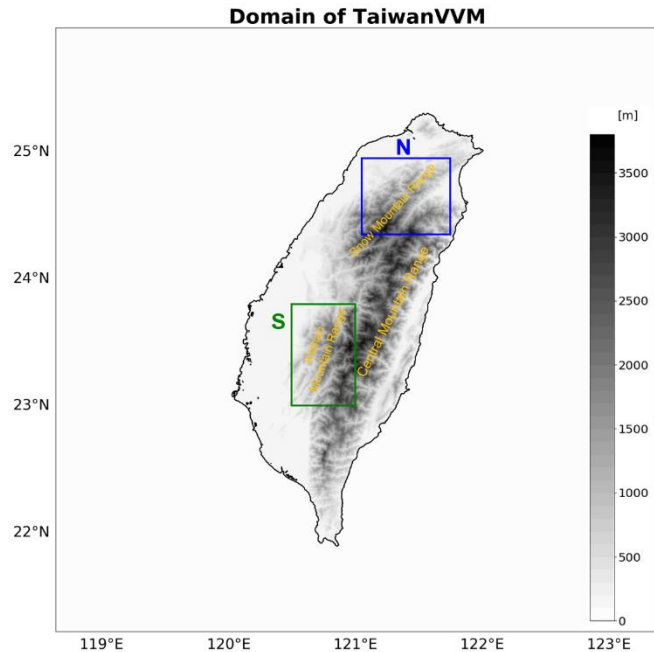 Domain of TaiwanVVM
[m]
25°N
24°N
23°N
22°N
119°E
120°E
121°E
122°E
123°E
N
S
Snow Mountain Range
Central Mountain Range
Mountain Range
3500
3000
2500
2000
1500
1000
500
0